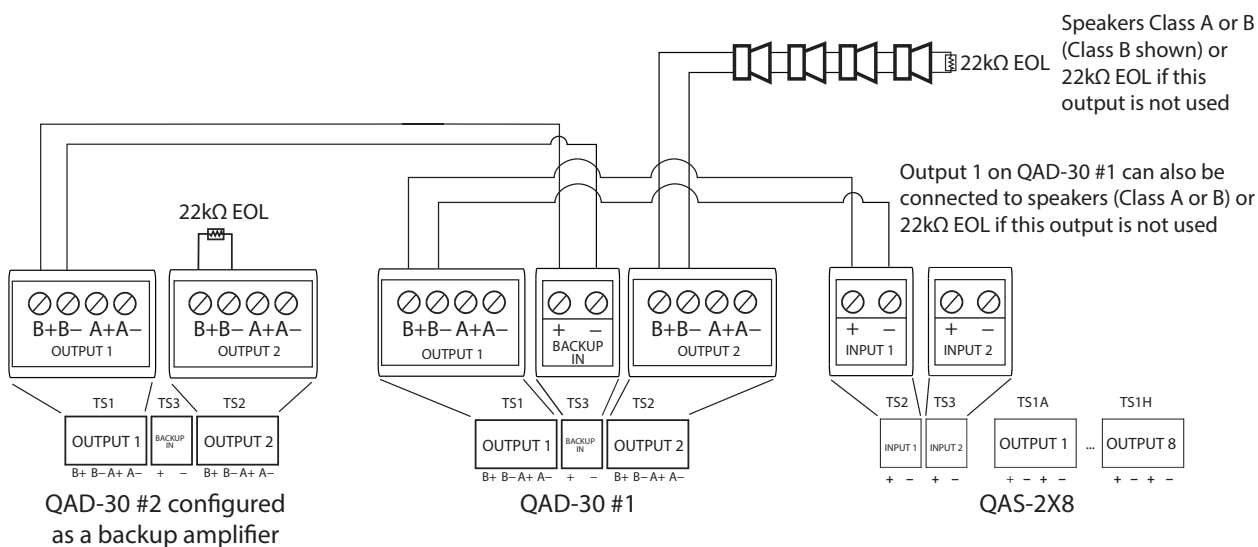 Speakers Class A or B
(Class B shown) or
22kΩ EOL if this
output is not used
22kΩ EOL
Output 1 on QAD-30 #1 can also be
connected to speakers (Class A or B) or
22kΩ EOL if this output is not used
22kΩ EOL
B+B– A+A–
OUTPUT 1
B+B– A+A–
OUTPUT 2
B+B– A+A–
OUTPUT 1
+ –
BACKUP
IN
B+B– A+A–
OUTPUT 2
+ –
INPUT 1
+ –
INPUT 2
TS1 TS3 TS2
OUTPUT 1
BACKUP
IN
OUTPUT 2
B+ B– A+ A– + – B+ B– A+ A–
QAD-30 #2 configured
as a backup amplifier
TS1 TS3 TS2
OUTPUT 1
BACKUP
IN
OUTPUT 2
B+ B– A+ A– + – B+ B– A+ A–
QAD-30 #1
TS2 TS3 TS1A TS1H
INPUT 1 INPUT 2 OUTPUT 1 ... OUTPUT 8
+ – + – + – + – + – + –
QAS-2X8